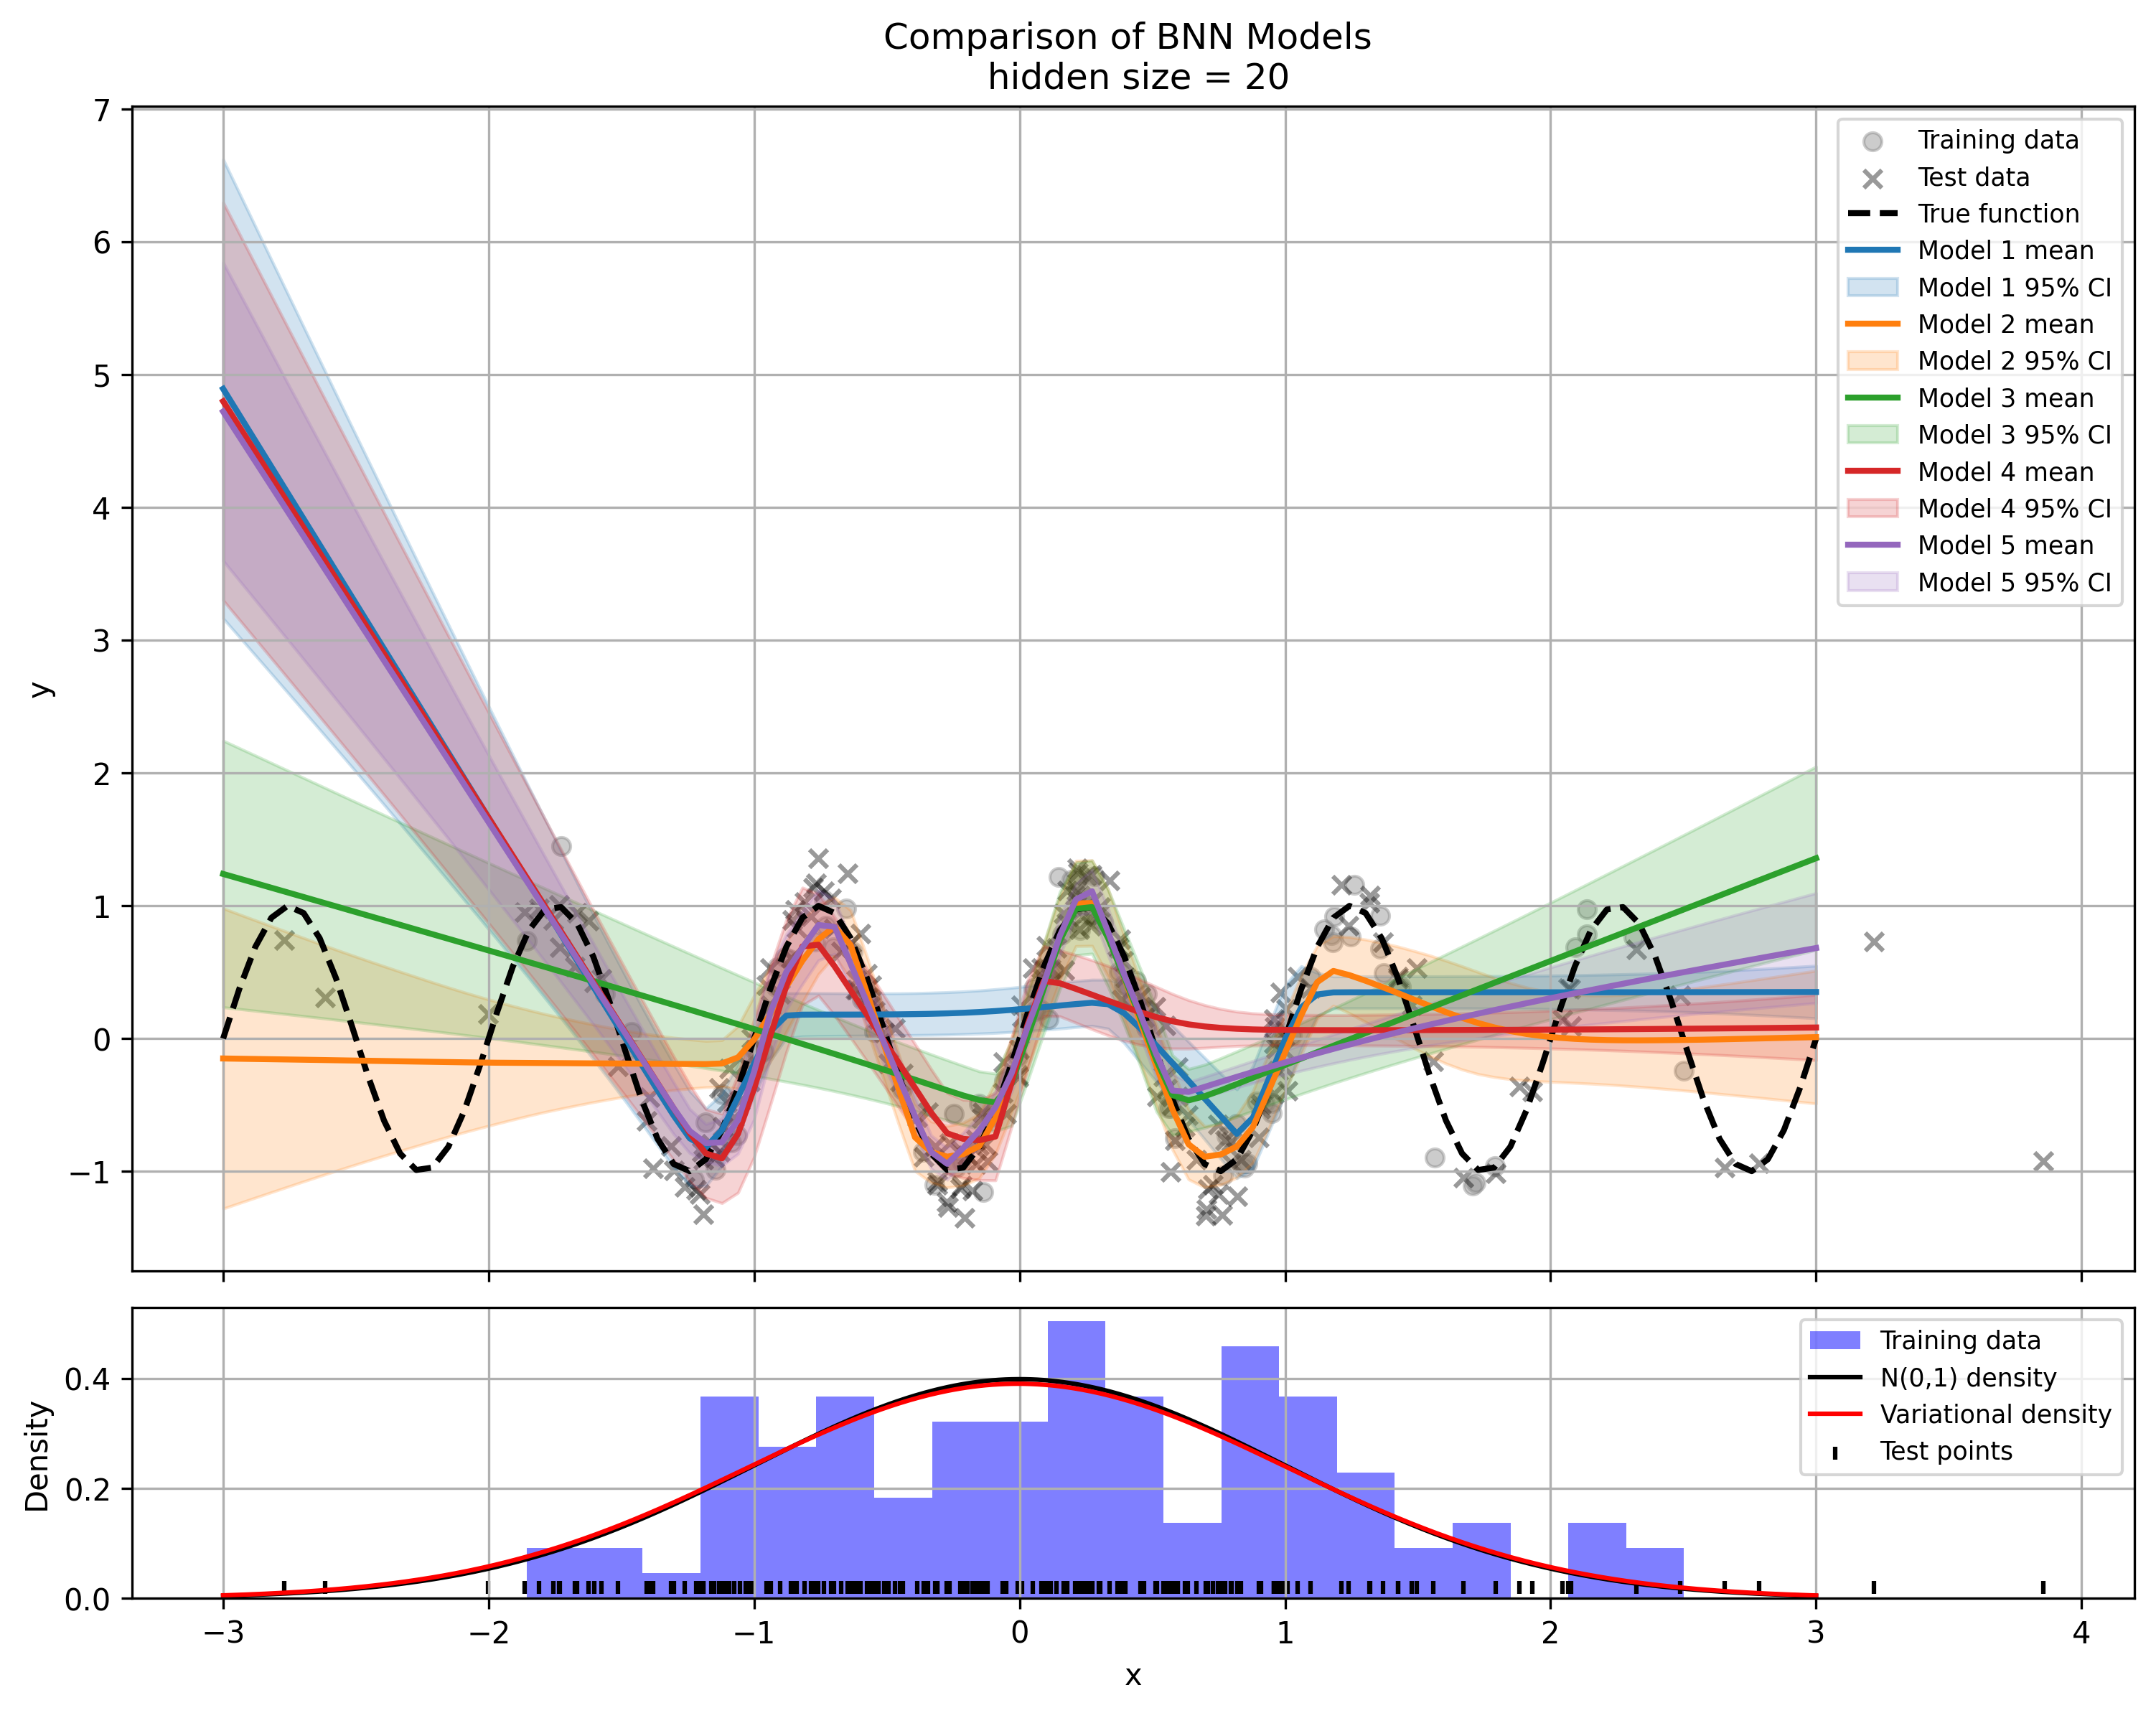 Comparison of BNN Models
hidden size = 20
7
6
5
4
3
2
1
0
−1
y
Training data
Test data
True function
Model 1 mean
Model 1 95% CI
Model 2 mean
Model 2 95% CI
Model 3 mean
Model 3 95% CI
Model 4 mean
Model 4 95% CI
Model 5 mean
Model 5 95% CI
0.4
0.2
0.0
Density
Training data
N(0,1) density
Variational density
Test points
−3 −2 −1 0 1 2 3 4
x